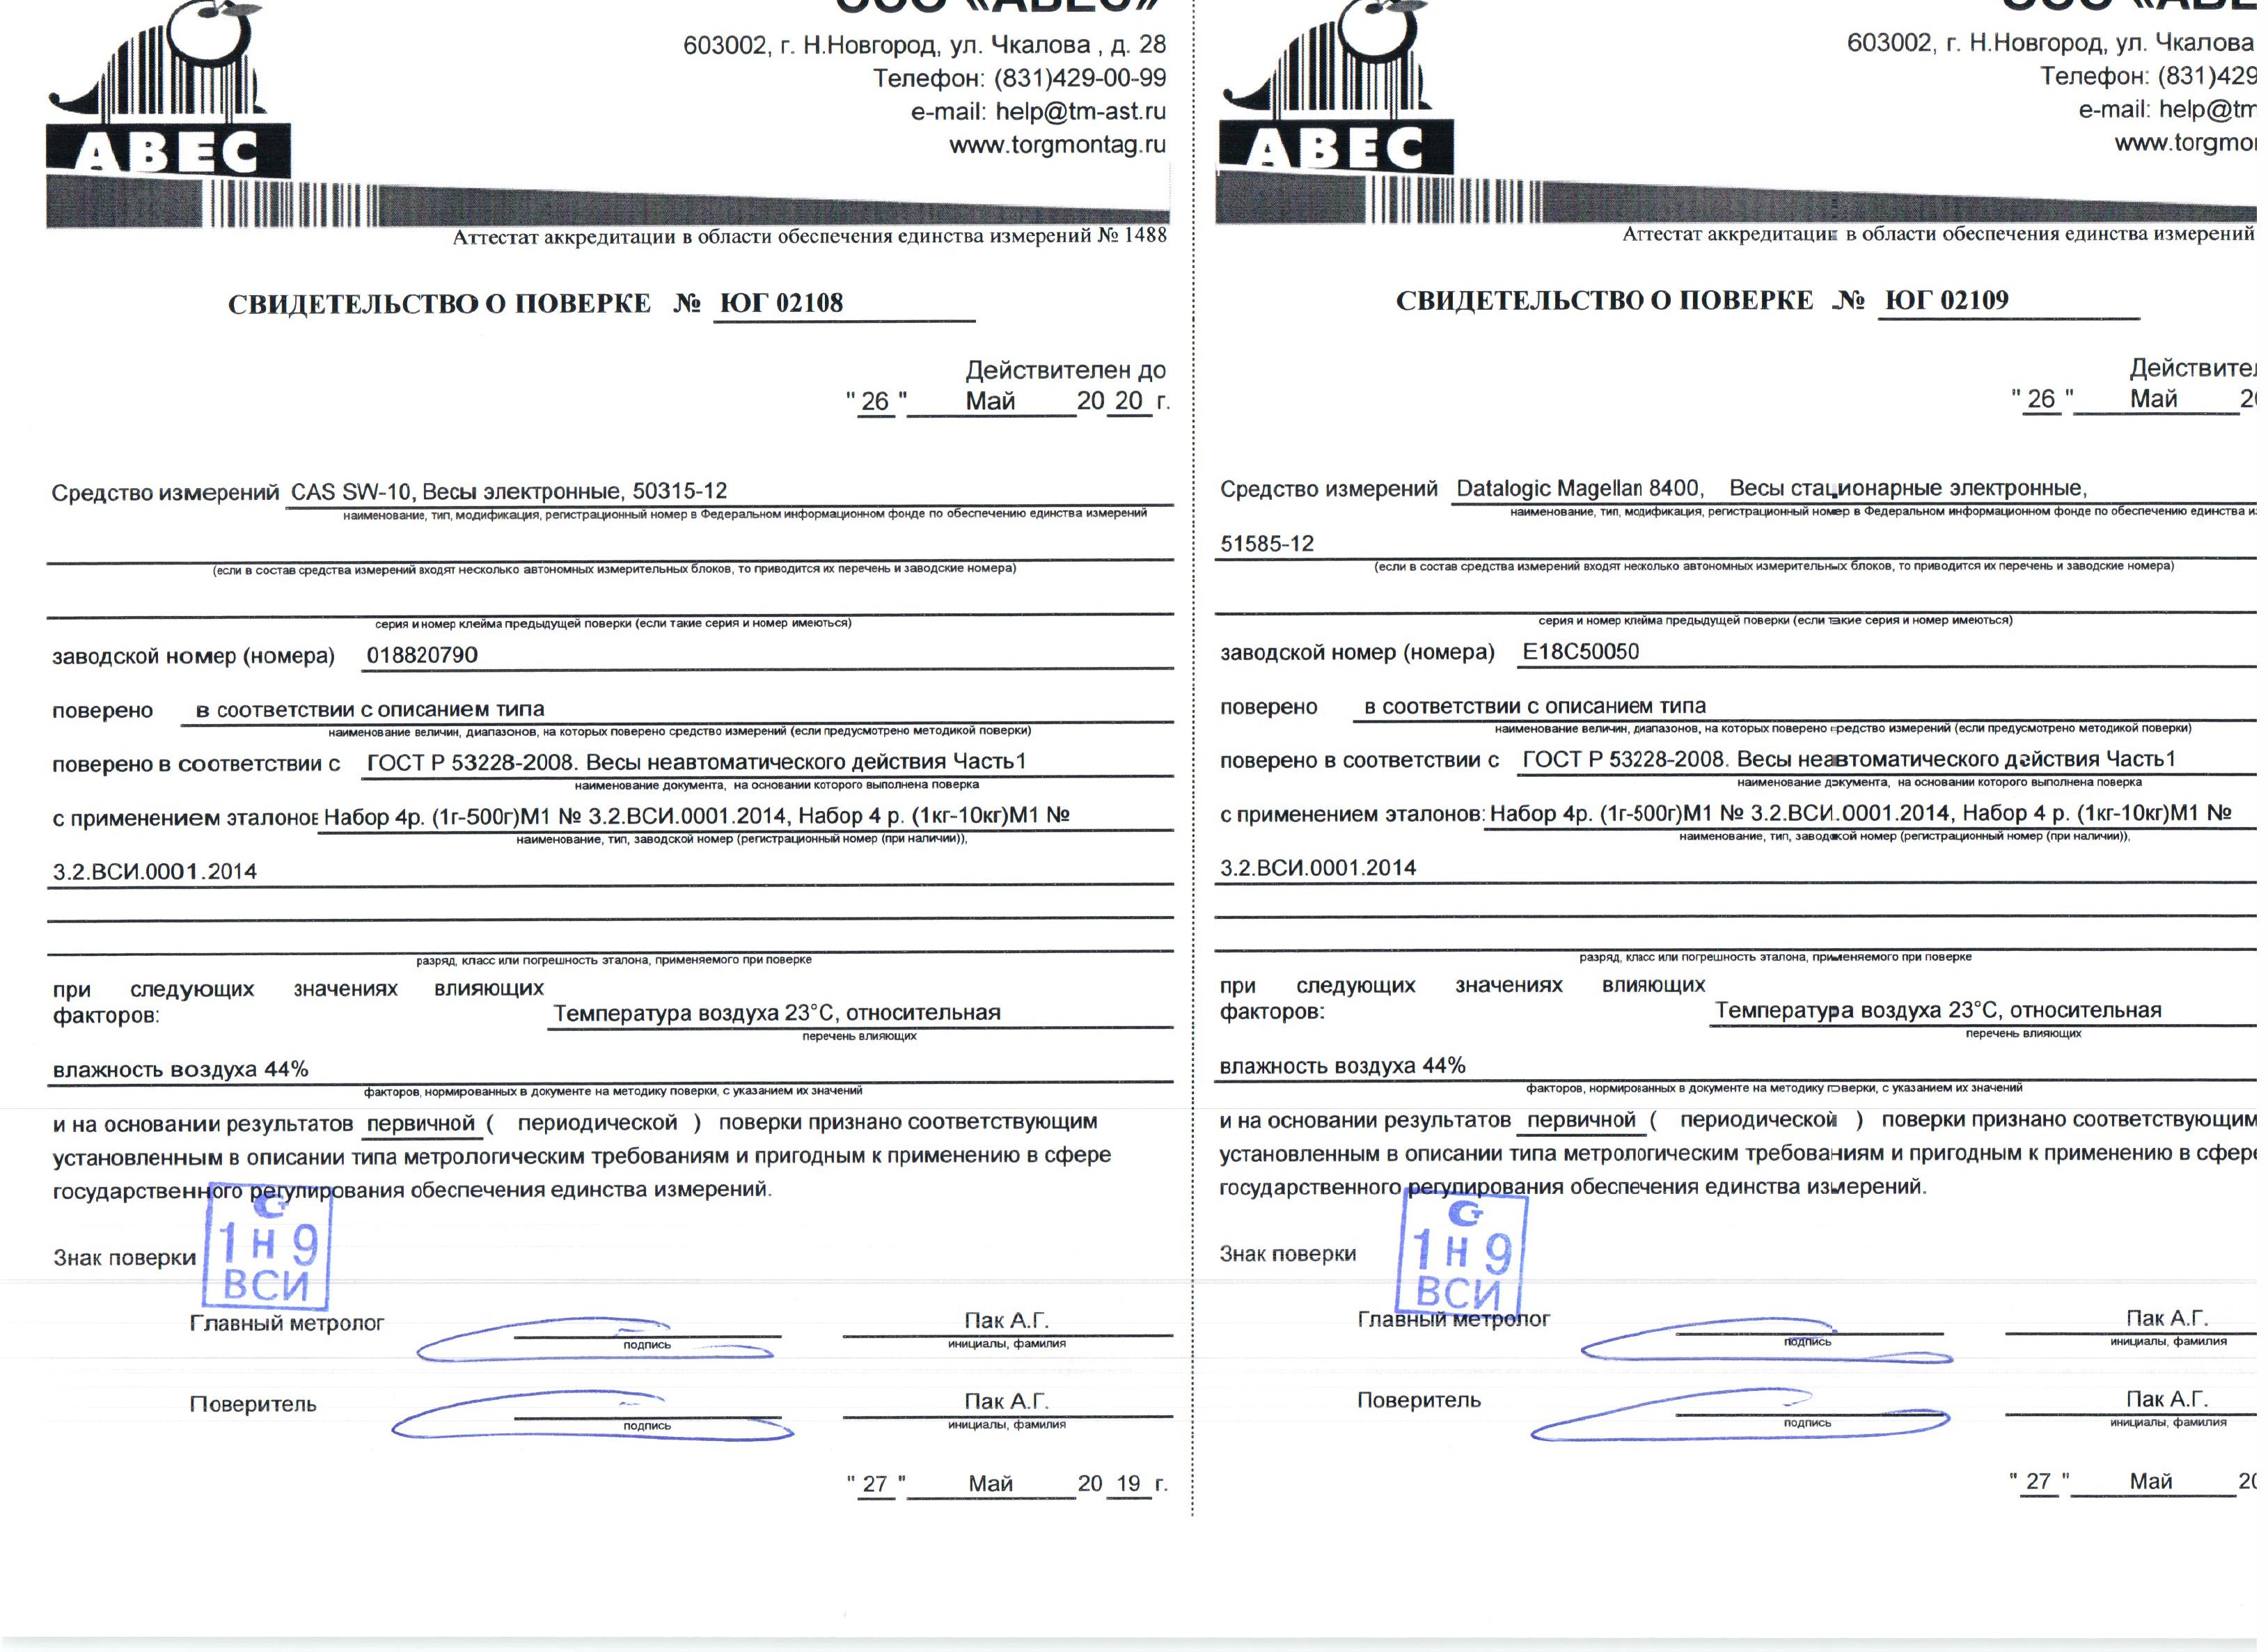 ООО «АВЕС»
603002, г. Н.Новгород, ул. Чкалова , д. 28
Телефон: (831)429-00-99
e-mail: help@tm-ast.ru
www.torgmontag.ru
АВЕС
Аттестат аккредитации в области обеспечения единства измерений № 1488
СВИДЕТЕЛЬСТВО О ПОВЕРКЕ № ЮГ 02108
Действителен до
" 26 " Май 20 20 г.
Средство измерений CAS SW-10, Весы электронные, 50315-12
наименование, тип, модификация, регистрационный номер в Федеральном информационном фонде по обеспечению единства измерений
(если в состав средства измерений входят несколько автономных измерительных блоков, то приводится их перечень и заводские номера)
серия и номер клейма предыдущей поверки (если такие серия и номер имеються)
заводской номер (номера) 018820790
поверено в соответствии с описанием типа
наименование величин, диапазонов, на которых поверено средство измерений (если предусмотрено методикой поверки)
поверено в соответствии с ГОСТ Р 53228-2008. Весы неавтоматического действия Часть1
наименование документа, на основании которого выполнена поверка
с применением эталонов Набор 4р. (1г-500г)М1 № 3.2.ВСИ.0001.2014, Набор 4 р. (1кг-10кг)М1 №
наименование, тип, заводской номер (регистрационный номер (при наличии)),
3.2.ВСИ.0001.2014
разряд, класс или погрешность эталона, применяемого при поверке
при следующих значениях влияющих
факторов: Температура воздуха 23°С, относительная
перечень влияющих
влажность воздуха 44%
факторов, нормированных в документе на методику поверки, с указанием их значений
и на основании результатов первичной ( периодической ) поверки признано соответствующим
установленным в описании типа метрологическим требованиям и пригодным к применению в сфере
государственного регулирования обеспечения единства измерений.
Знак поверки
1 Н 9
ВСИ
Главный метролог Пак А.Г.
подпись инициалы, фамилия
Поверитель Пак А.Г.
подпись инициалы, фамилия
" 27 " Май 20 19 г.
ООО «АВЕ
603002, г. Н.Новгород, ул. Чкалова
Телефон: (831)429
e-mail: help@tm
www.torgmo
АВЕС
Аттестат аккредитации в области обеспечения единства измерений
СВИДЕТЕЛЬСТВО О ПОВЕРКЕ № ЮГ 02109
Действител
" 26 " Май 20
Средство измерений Datalogic Magellan 8400, Весы стационарные электронные,
наименование, тип, модификация, регистрационный номер в Федеральном информационном фонде по обеспечению единства из
51585-12
(если в состав средства измерений входят несколько автономных измерительных блоков, то приводится их перечень и заводские номера)
серия и номер клейма предыдущей поверки (если такие серия и номер имеються)
заводской номер (номера) E18C50050
поверено в соответствии с описанием типа
наименование величин, диапазонов, на которых поверено средство измерений (если предусмотрено методикой поверки)
поверено в соответствии с ГОСТ Р 53228-2008. Весы неавтоматического действия Часть1
наименование документа, на основании которого выполнена поверка
с применением эталонов: Набор 4р. (1г-500г)М1 № 3.2.ВСИ.0001.2014, Набор 4 р. (1кг-10кг)М1 №
наименование, тип, заводской номер (регистрационный номер (при наличии)),
3.2.ВСИ.0001.2014
разряд, класс или погрешность эталона, применяемого при поверке
при следующих значениях влияющих
факторов: Температура воздуха 23°С, относительная
перечень влияющих
влажность воздуха 44%
факторов, нормированных в документе на методику поверки, с указанием их значений
и на основании результатов первичной ( периодической ) поверки признано соответствующим
установленным в описании типа метрологическим требованиям и пригодным к применению в сфере
государственного регулирования обеспечения единства измерений.
Знак поверки
1 Н 9
ВСИ
Главный метролог Пак А.Г.
подпись инициалы, фамилия
Поверитель Пак А.Г.
подпись инициалы, фамилия
" 27 " Май 20